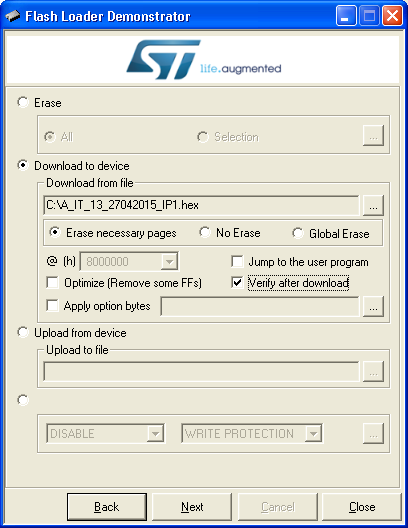 Flash Loader Demonstrator
ST life.augmented
Erase
All Selection ...
Download to device
Download from file
C:\A_IT_13_27042015_IP1.hex ...
Erase necessary pages No Erase Global Erase
@ (h) 8000000 Jump to the user program
Optimize (Remove some FFs) Verify after download
Apply option bytes ...
Upload from device
Upload to file
...
DISABLE WRITE PROTECTION ...
Back Next Cancel Close